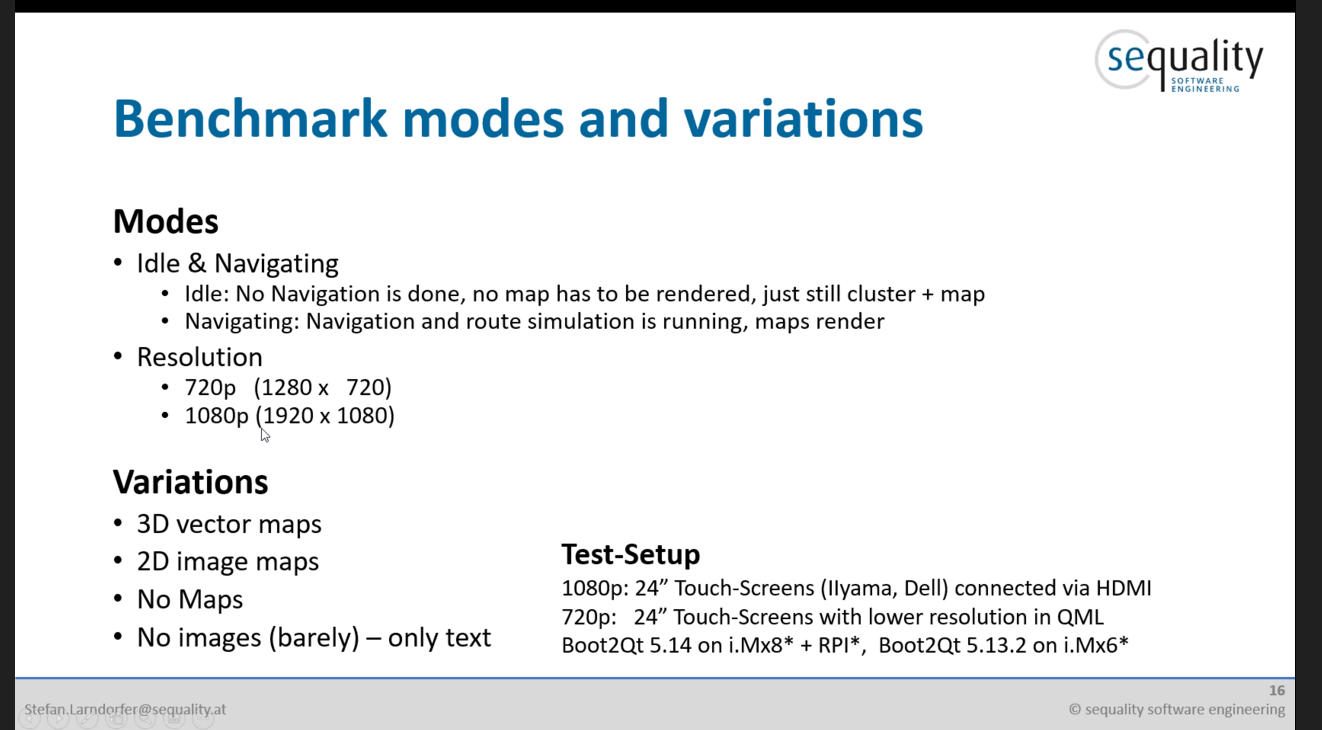 sequality
SOFTWARE
ENGINEERING
Benchmark modes and variations
Modes
• Idle & Navigating
• Idle: No Navigation is done, no map has to be rendered, just still cluster + map
• Navigating: Navigation and route simulation is running, maps render
• Resolution
• 720p (1280 x 720)
• 1080p (1920 x 1080)
Variations
• 3D vector maps
• 2D image maps
• No Maps
• No images (barely) – only text
Test-Setup
1080p: 24” Touch-Screens (IIyama, Dell) connected via HDMI
720p: 24” Touch-Screens with lower resolution in QML
Boot2Qt 5.14 on i.Mx8* + RPI*, Boot2Qt 5.13.2 on i.Mx6*
16
Stefan.Larndorfer@sequality.at
© sequality software engineering